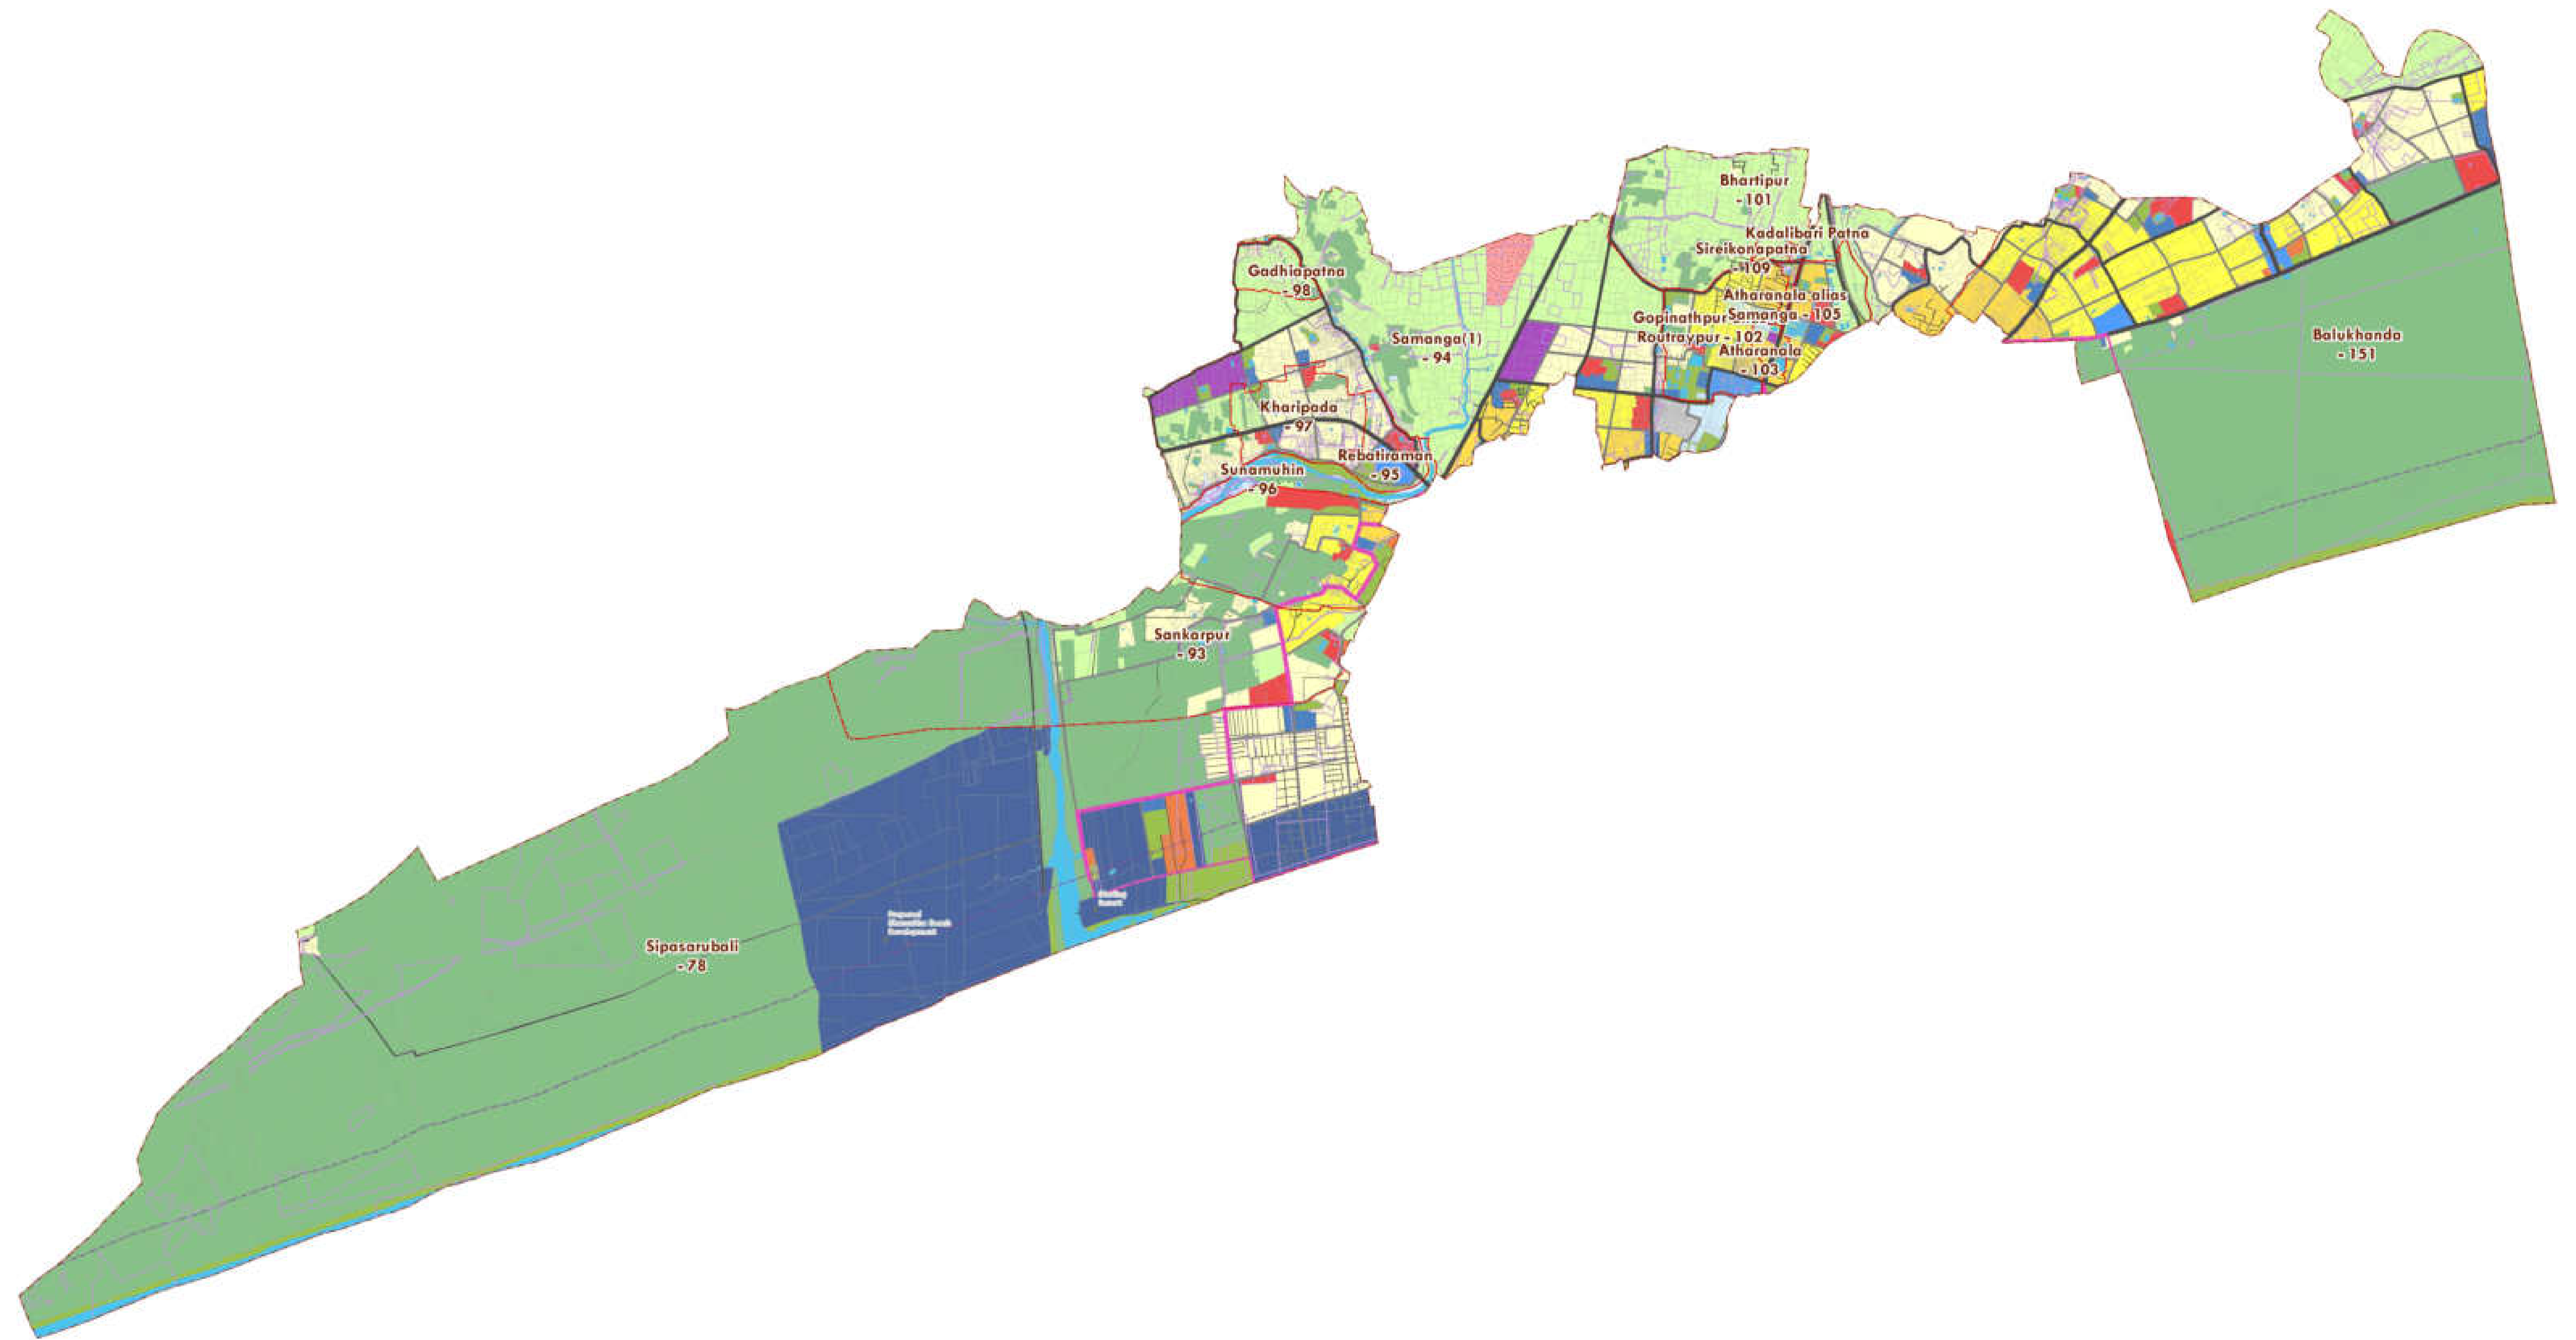 Bhartipur
- 101
Kadalibari Patna
Sireikonapatna
- 109
Gadhiapatna
- 98
Atharanala alias
Samanga - 105
Gopinathpur
Routraypur - 102
Atharanala
- 103
Samanga(1)
- 94
Balukhanda
- 151
Kharipada
- 97
Rebatiraman
- 95
Sunamuhin
- 96
Sankarpur
- 93
Sipasarubali
- 78